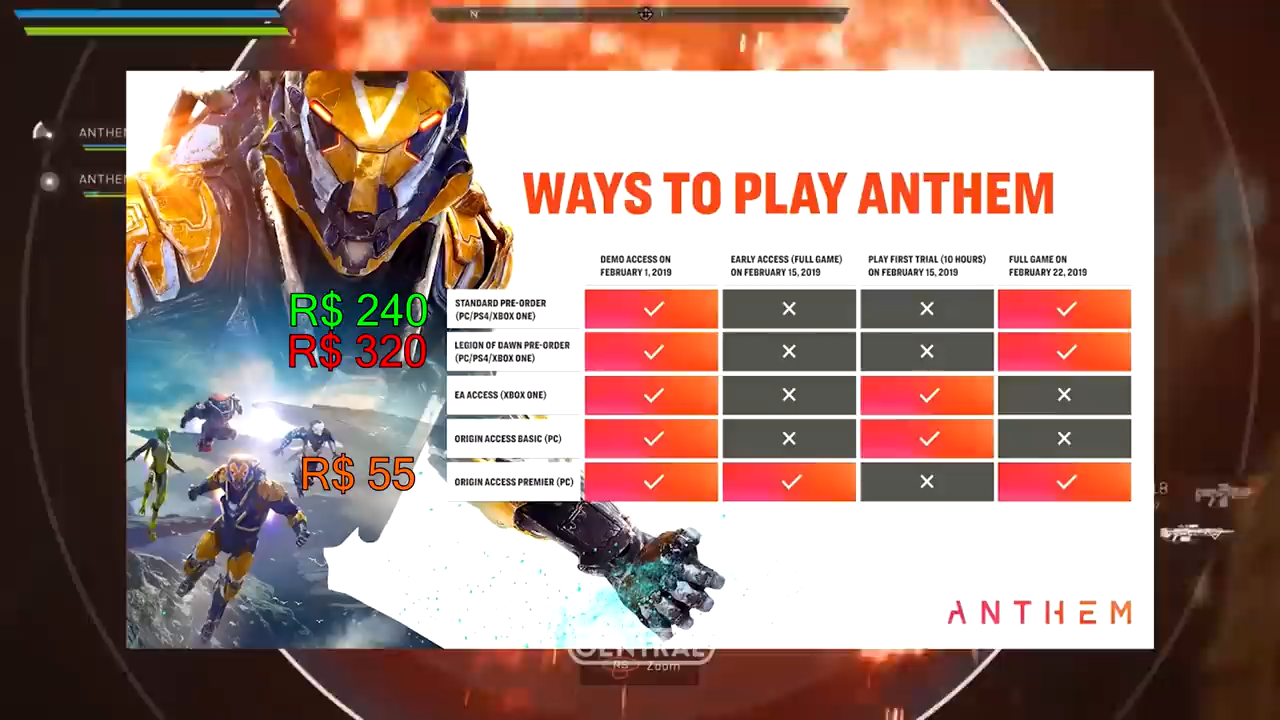 N
ANTHEM
ANTHEM
WAYS TO PLAY ANTHEM
DEMO ACCESS ON
FEBRUARY 1, 2019
EARLY ACCESS (FULL GAME)
ON FEBRUARY 15, 2019
PLAY FIRST TRIAL (10 HOURS)
ON FEBRUARY 15, 2019
FULL GAME ON
FEBRUARY 22, 2019
R$ 240
STANDARD PRE-ORDER
(PC/PS4/XBOX ONE)
R$ 320
LEGION OF DAWN PRE-ORDER
(PC/PS4/XBOX ONE)
EA ACCESS (XBOX ONE)
ORIGIN ACCESS BASIC (PC)
R$ 55
ORIGIN ACCESS PREMIER (PC)
ANTHEM
CENTRAL
RS Zoom